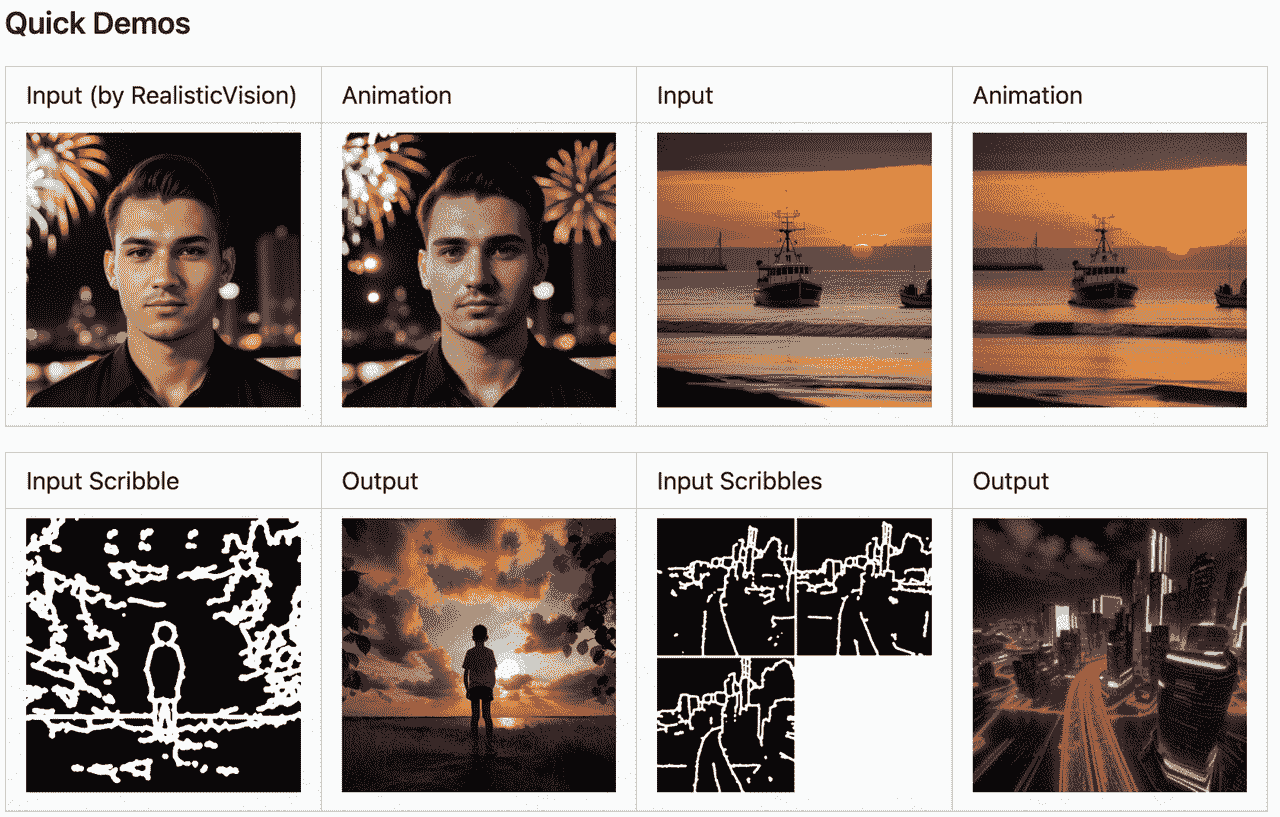 Quick Demos
Input (by RealisticVision)
Animation
Input
Animation
Input Scribble
Output
Input Scribbles
Output